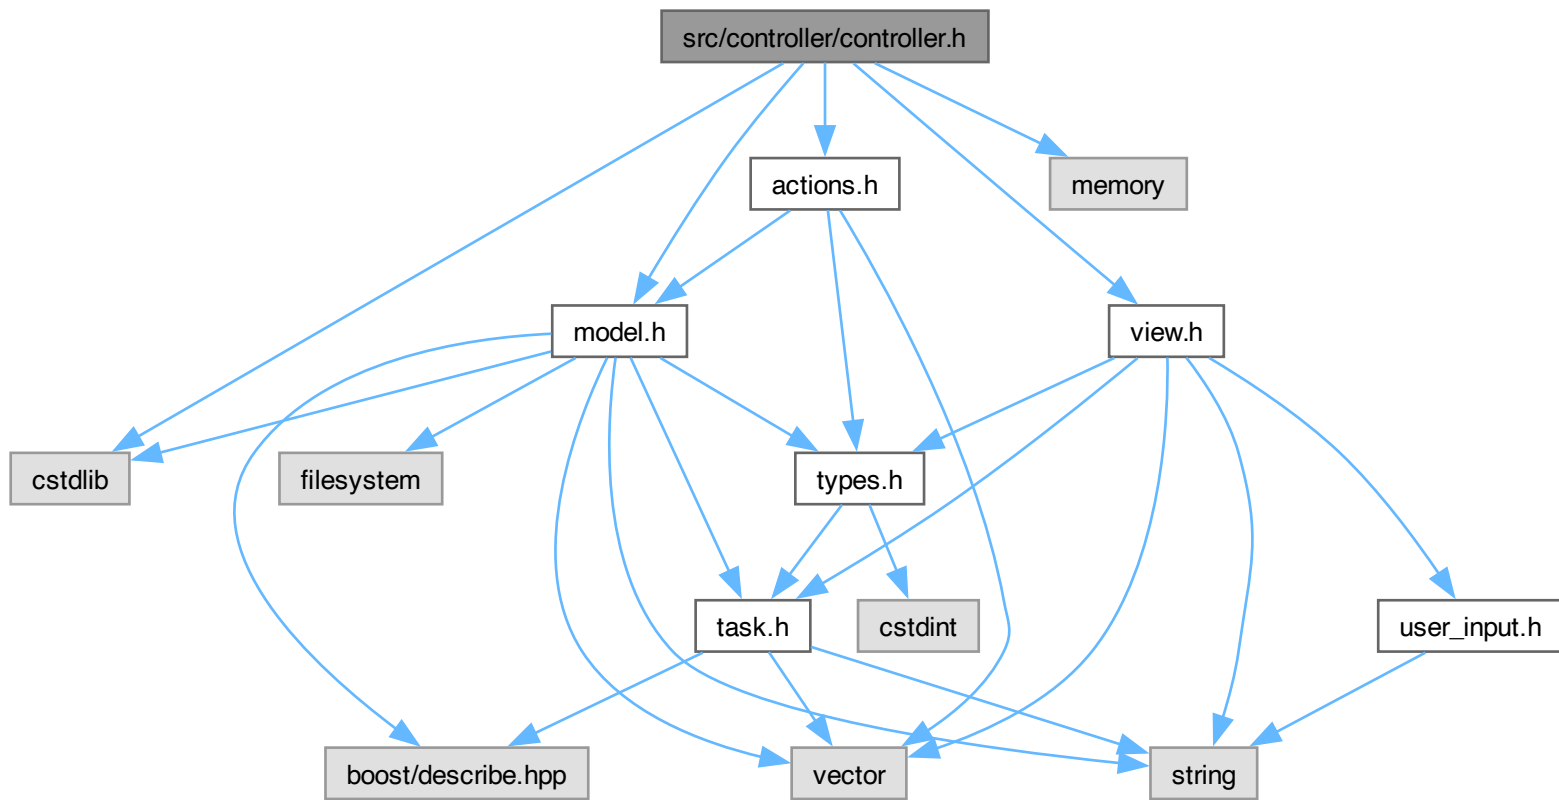 src/controller/controller.h
actions.h
memory
model.h
view.h
cstdlib
filesystem
types.h
task.h
cstdint
user_input.h
boost/describe.hpp
vector
string